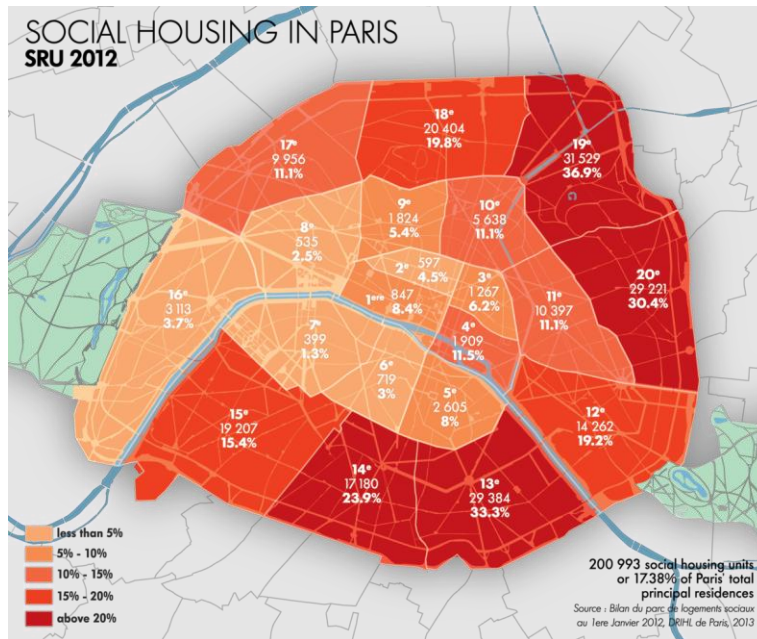 SOCIAL HOUSING IN PARIS
SRU 2012
18e
20 404
19.8%
17e
9 956
11.1%
19e
31 529
36.9%
9e
1 824
5.4%
10e
5 638
11.1%
8e
535
2.5%
2e 597
4.5%
3e
1 267
6.2%
20e
29 221
30.4%
16e
3 113
3.7%
1ere 847
8.4%
11e
10 397
11.1%
7e
399
1.3%
4e
1 909
11.5%
6e
719
3%
5e
2 605
8%
15e
19 207
15.4%
12e
14 262
19.2%
14e
17 180
23.9%
13e
29 384
33.3%
less than 5%
5% - 10%
10% - 15%
15% - 20%
above 20%
200 993 social housing units
or 17.38% of Paris' total
principal residences
Source : Bilan du parc de logements sociaux
au 1ere Janvier 2012, DRIHL de Paris, 2013